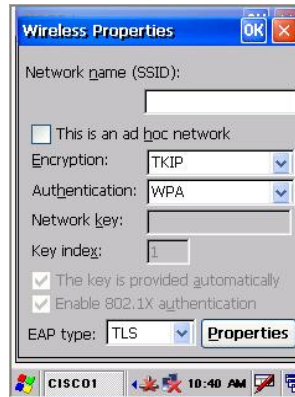 Wireless Properties OK
Network name (SSID):
This is an ad hoc network
Encryption: TKIP
Authentication: WPA
Network key:
Key index: 1
The key is provided automatically
Enable 802.1X authentication
EAP type: TLS Properties
CISCO1 10:40 AM